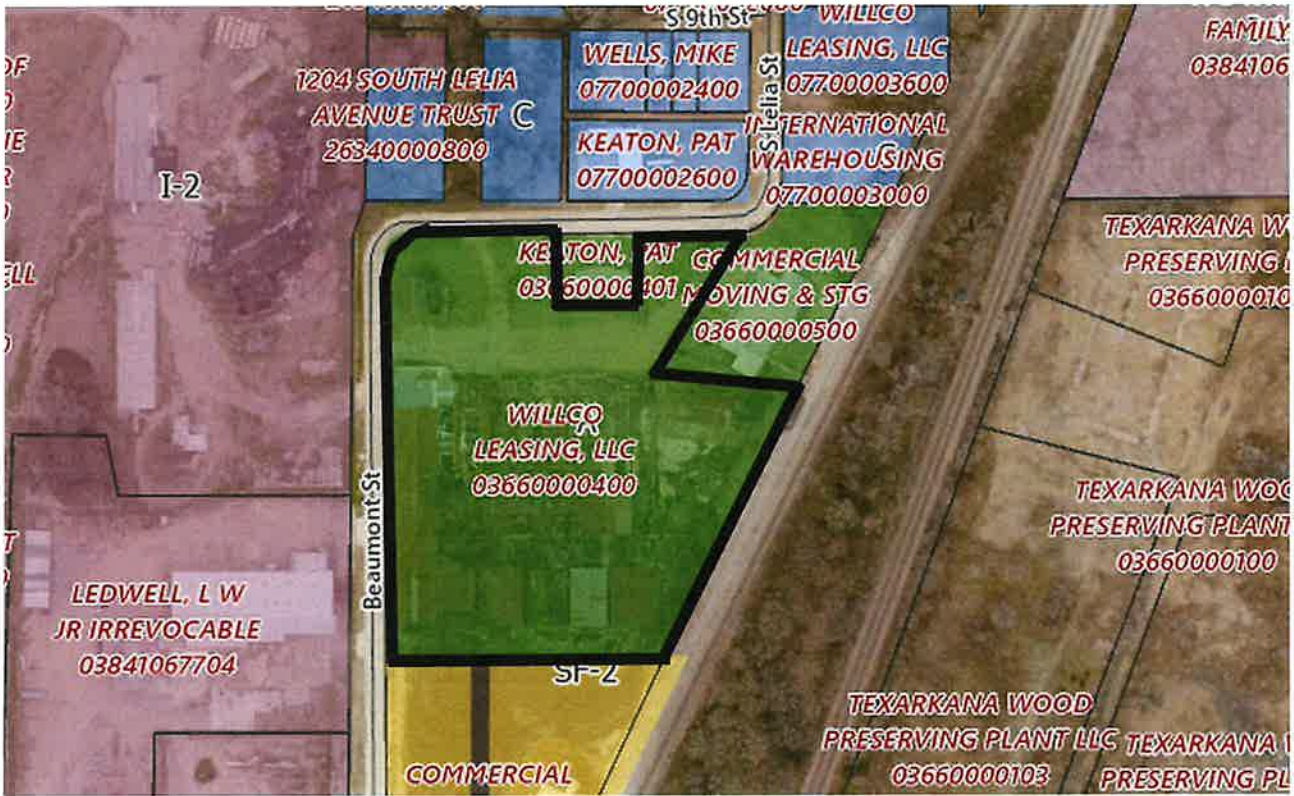 S 9th St
WILLCO
LEASING, LLC
07700003600
FAMILY
0384106
WELLS, MIKE
07700002400
1204 SOUTH LELIA
AVENUE TRUST
26340000800
C
S Lelia St
KEATON, PAT
07700002600
INTERNATIONAL
WAREHOUSING
07700003000
I-2
KEATON, PAT
03660000401
COMMERCIAL
MOVING & STG
03660000500
TEXARKANA W
PRESERVING
03660000010
WILLCO
LEASING, LLC
03660000400
Beaumont St
TEXARKANA WOO
PRESERVING PLANT
03660000100
LEDWELL, L W
JR IRREVOCABLE
03841067704
SF-2
COMMERCIAL
TEXARKANA WOOD
PRESERVING PLANT LLC
03660000103
TEXARKANA
PRESERVING PL